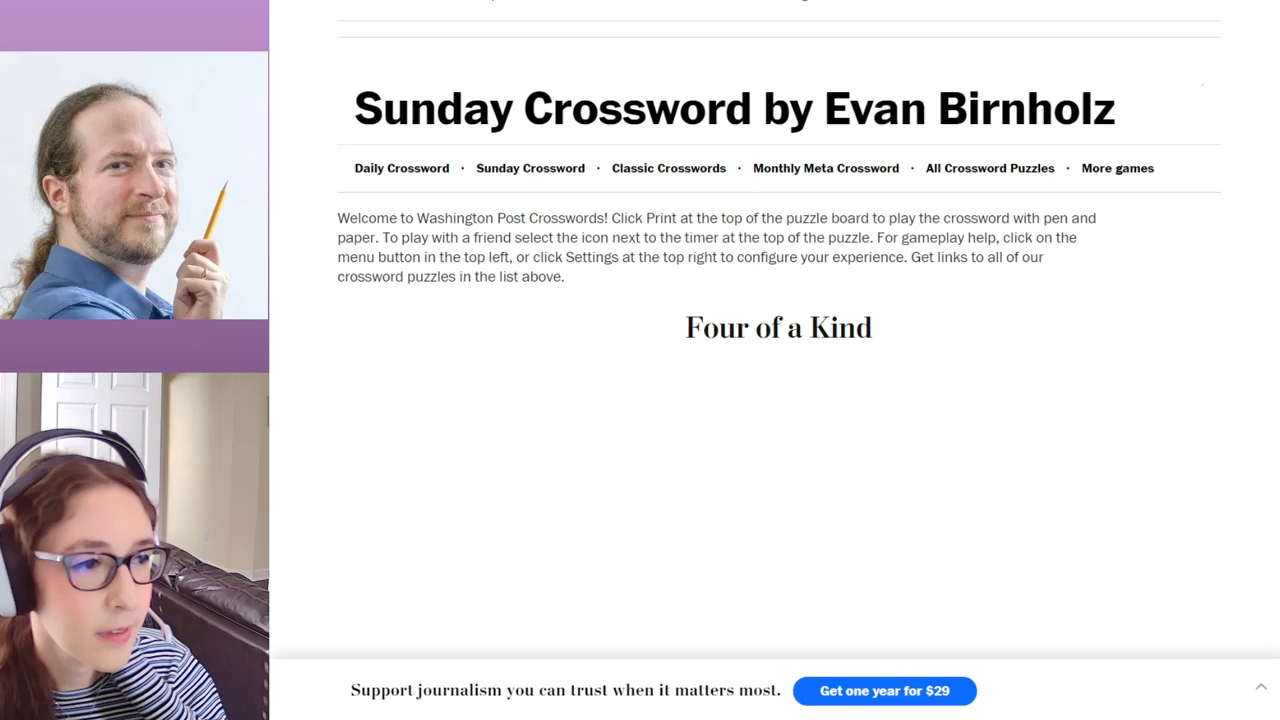 Sunday Crossword by Evan Birnholz
Daily Crossword · Sunday Crossword · Classic Crosswords · Monthly Meta Crossword · All Crossword Puzzles · More games
Welcome to Washington Post Crosswords! Click Print at the top of the puzzle board to play the crossword with pen and
paper. To play with a friend select the icon next to the timer at the top of the puzzle. For gameplay help, click on the
menu button in the top left, or click Settings at the top right to configure your experience. Get links to all of our
crossword puzzles in the list above.
Four of a Kind
Support journalism you can trust when it matters most.
Get one year for $29